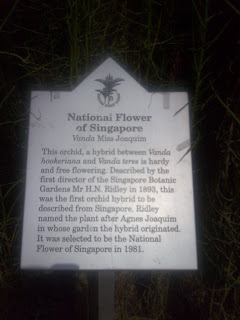 National Flower
of Singapore
Vanda Miss Joaquim
This orchid, a hybrid between Vanda
hookeriana and Vanda teres is hardy
and free flowering. Described by the
first director of the Singapore Botanic
Gardens Mr H.N. Ridley in 1893, this
was the first orchid hybrid to be
described from Singapore. Ridley
named the plant after Agnes Joaquim
in whose garden the hybrid originated.
It was selected to be the National
Flower of Singapore in 1981.